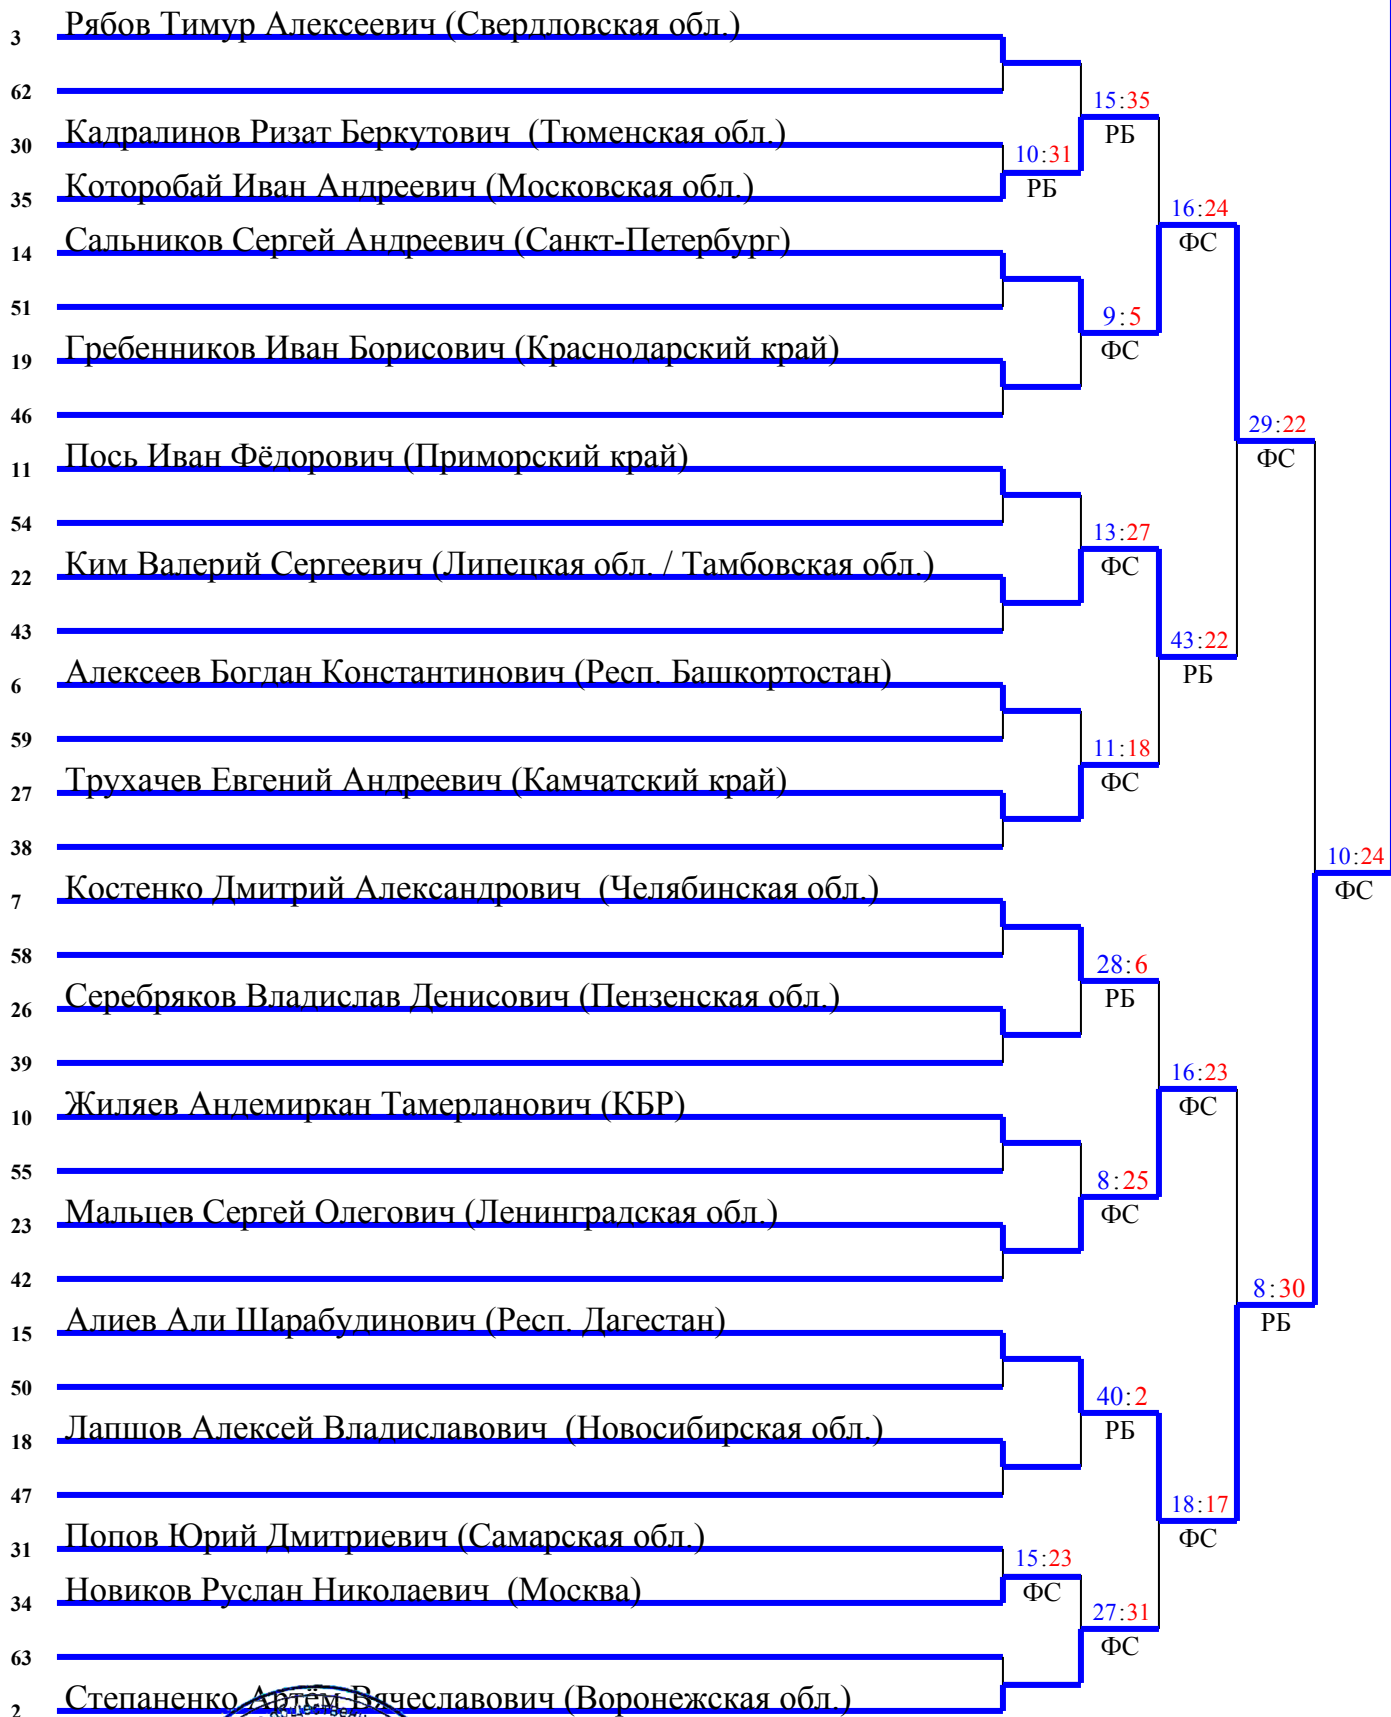 3 Рябов Тимур Алексеевич (Свердловская обл.)
62
15:35
30 Кадралинов Ризат Беркутович (Тюменская обл.)
РБ
10:31
35 Которобай Иван Андреевич (Московская обл.)
РБ
16:24
14 Сальников Сергей Андреевич (Санкт-Петербург)
ФС
51
9:5
19 Гребенников Иван Борисович (Краснодарский край)
ФС
46
29:22
11 Пось Иван Фёдорович (Приморский край)
ФС
54
13:27
22 Ким Валерий Сергеевич (Липецкая обл. / Тамбовская обл.)
ФС
43
43:22
6 Алексеев Богдан Константинович (Респ. Башкортостан)
РБ
59
11:18
27 Трухачев Евгений Андреевич (Камчатский край)
ФС
38
10:24
7 Костенко Дмитрий Александрович (Челябинская обл.)
ФС
58
28:6
26 Серебряков Владислав Денисович (Пензенская обл.)
РБ
39
16:23
10 Жиляев Андемиркан Тамерланович (КБР)
ФС
55
8:25
23 Мальцев Сергей Олегович (Ленинградская обл.)
ФС
42
8:30
15 Алиев Али Шарабудинович (Респ. Дагестан)
РБ
50
40:2
18 Лапшов Алексей Владиславович (Новосибирская обл.)
РБ
47
18:17
31 Попов Юрий Дмитриевич (Самарская обл.)
ФС
15:23
34 Новиков Руслан Николаевич (Москва)
ФС
27:31
63
ФС
2 Степаненко Артём Вячеславович (Воронежская обл.)